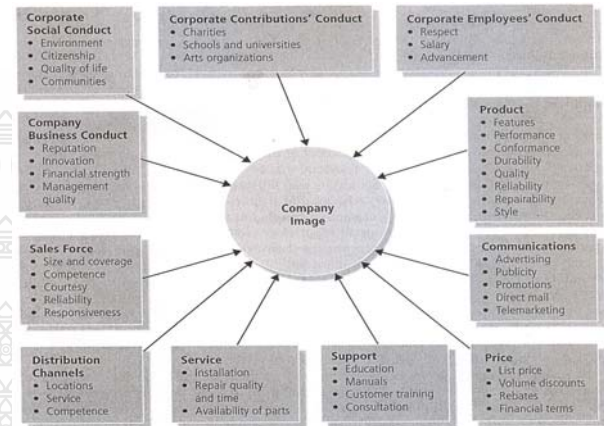 Corporate
Social Conduct
• Environment
• Citizenship
• Quality of life
• Communities
Corporate Contributions' Conduct
• Charities
• Schools and universities
• Arts organizations
Corporate Employees' Conduct
• Respect
• Salary
• Advancement
Company
Business Conduct
• Reputation
• Innovation
• Financial strength
• Management
quality
Product
• Features
• Performance
• Conformance
• Durability
• Quality
• Reliability
• Repairability
• Style
Company
Image
Sales Force
• Size and coverage
• Competence
• Courtesy
• Reliability
• Responsiveness
Communications
• Advertising
• Publicity
• Promotions
• Direct mail
• Telemarketing
Distribution
Channels
• Locations
• Service
• Competence
Service
• Installation
• Repair quality
and time
• Availability of parts
Support
• Education
• Manuals
• Customer training
• Consultation
Price
• List price
• Volume discounts
• Rebates
• Financial terms